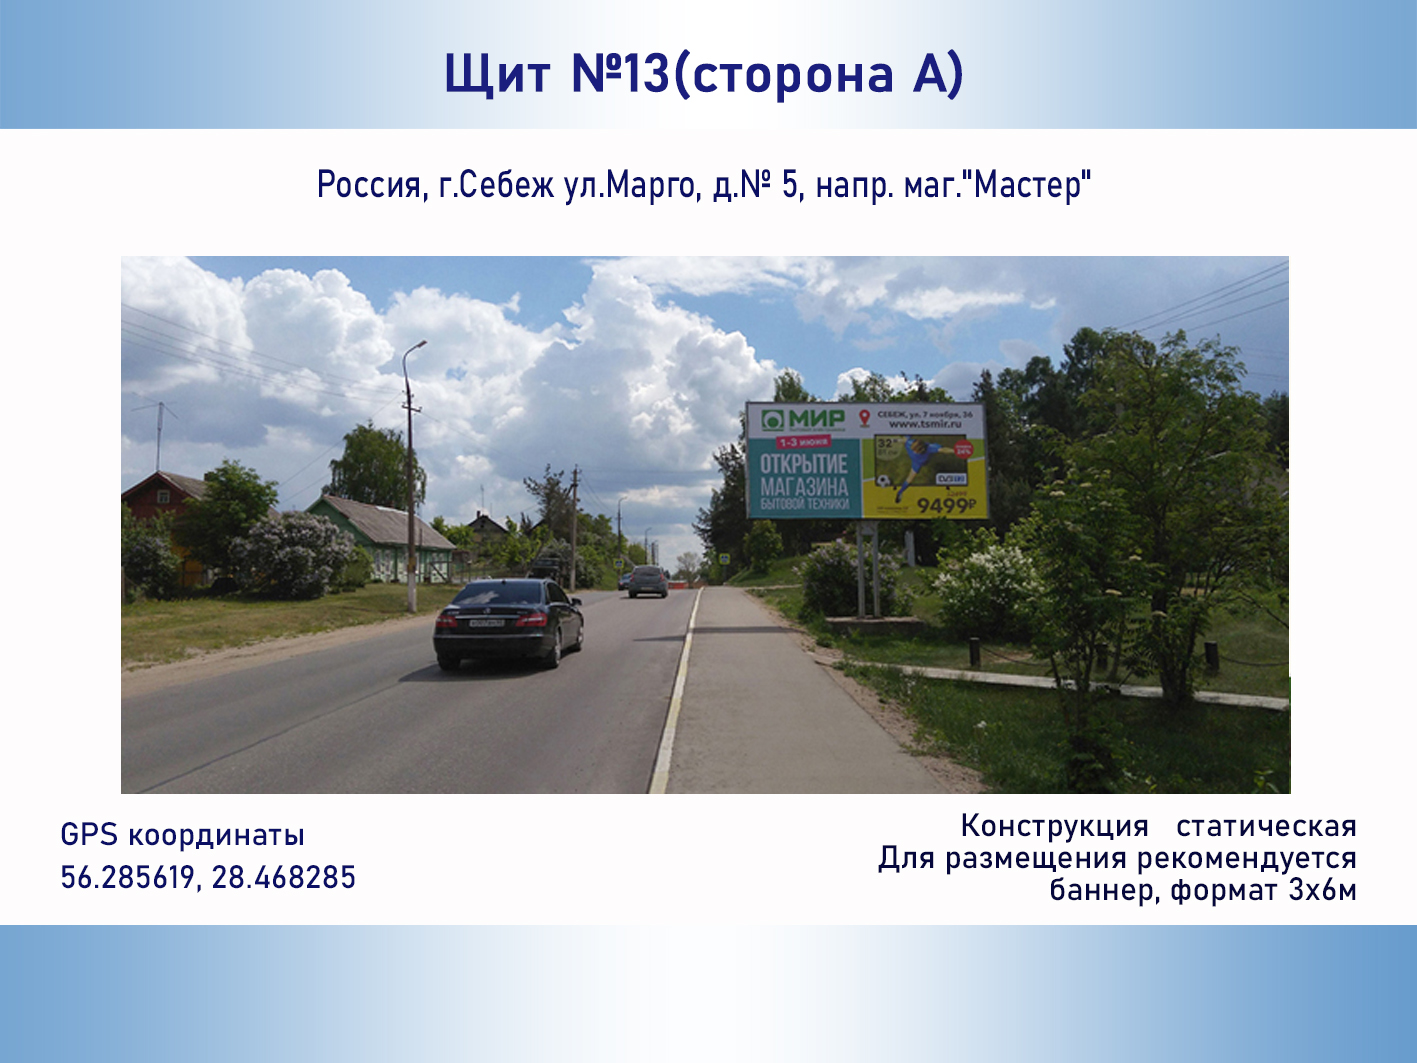 Щит №13(сторона А)
Россия, г.Себеж ул.Марго, д.№ 5, напр. маг."Мастер"
МИР
СЕБЕЖ, ул. 7 ноября, 36
www.tsmir.ru
1-3 июня
ОТКРЫТИЕ
МАГАЗИНА
БЫТОВОЙ ТЕХНИКИ
32"
24%
9499₽
GPS координаты
56.285619, 28.468285
Конструкция статическая
Для размещения рекомендуется
баннер, формат 3х6м